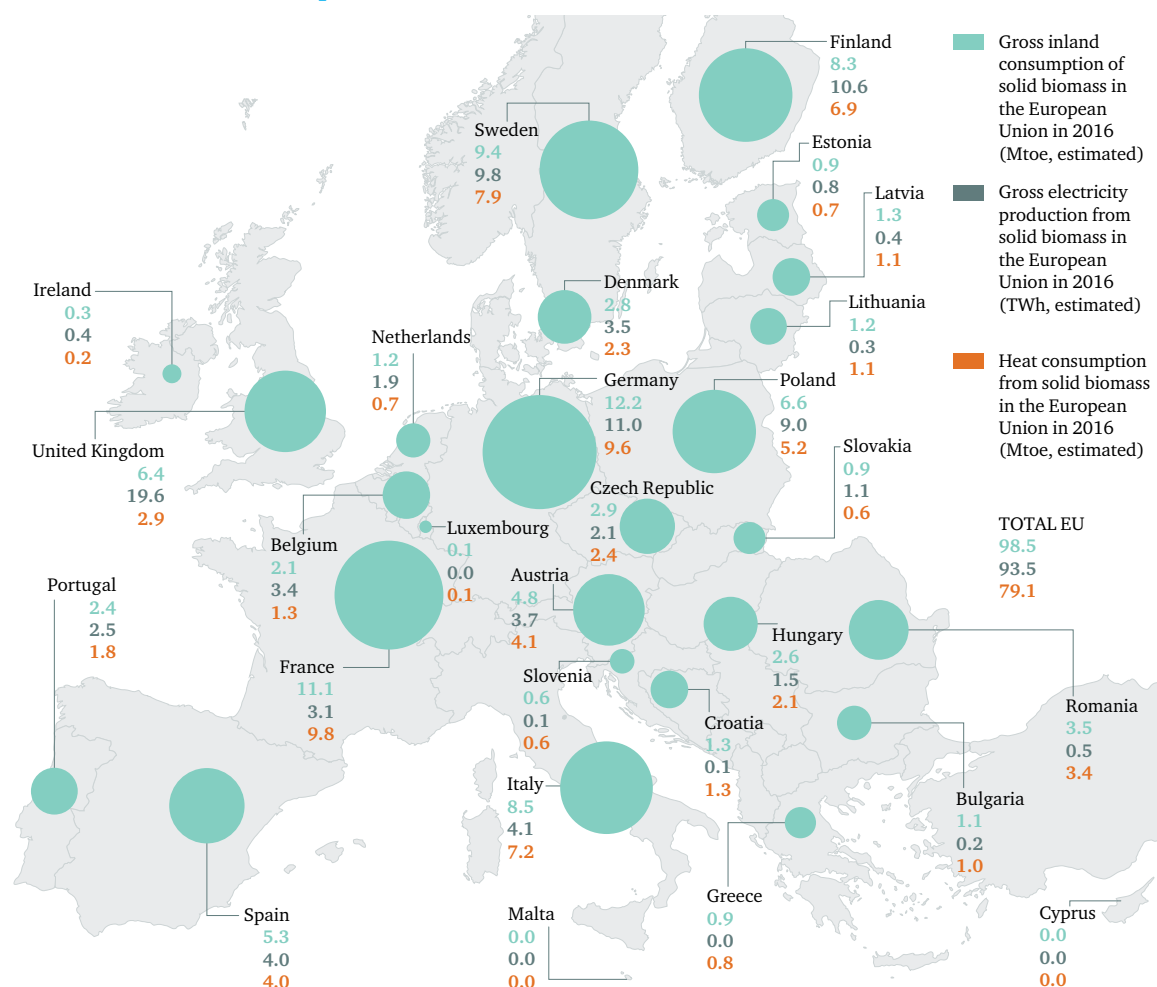 Finland
8.3
10.6
6.9
Sweden
9.4
9.8
7.9
Estonia
0.9
0.8
0.7
Latvia
1.3
0.4
1.1
Lithuania
1.2
0.3
1.1
Ireland
0.3
0.4
0.2
Denmark
2.8
3.5
2.3
Netherlands
1.2
1.9
0.7
Germany
12.2
11.0
9.6
Poland
6.6
9.0
5.2
United Kingdom
6.4
19.6
2.9
Slovakia
0.9
1.1
0.6
Czech Republic
2.9
2.1
2.4
Luxembourg
0.1
0.0
0.1
Belgium
2.1
3.4
1.3
Austria
4.8
3.7
4.1
Portugal
2.4
2.5
1.8
France
11.1
3.1
9.8
Hungary
2.6
1.5
2.1
Slovenia
0.6
0.1
0.6
Croatia
1.3
0.1
1.3
Romania
3.5
0.5
3.4
Italy
8.5
4.1
7.2
Bulgaria
1.1
0.2
1.0
Greece
0.9
0.0
0.8
Spain
5.3
4.0
4.0
Malta
0.0
0.0
0.0
Cyprus
0.0
0.0
0.0
Gross inland
consumption of
solid biomass in
the European
Union in 2016
(Mtoe, estimated)
Gross electricity
production from
solid biomass in
the European
Union in 2016
(TWh, estimated)
Heat consumption
from solid biomass
in the European
Union in 2016
(Mtoe, estimated)
TOTAL EU
98.5
93.5
79.1